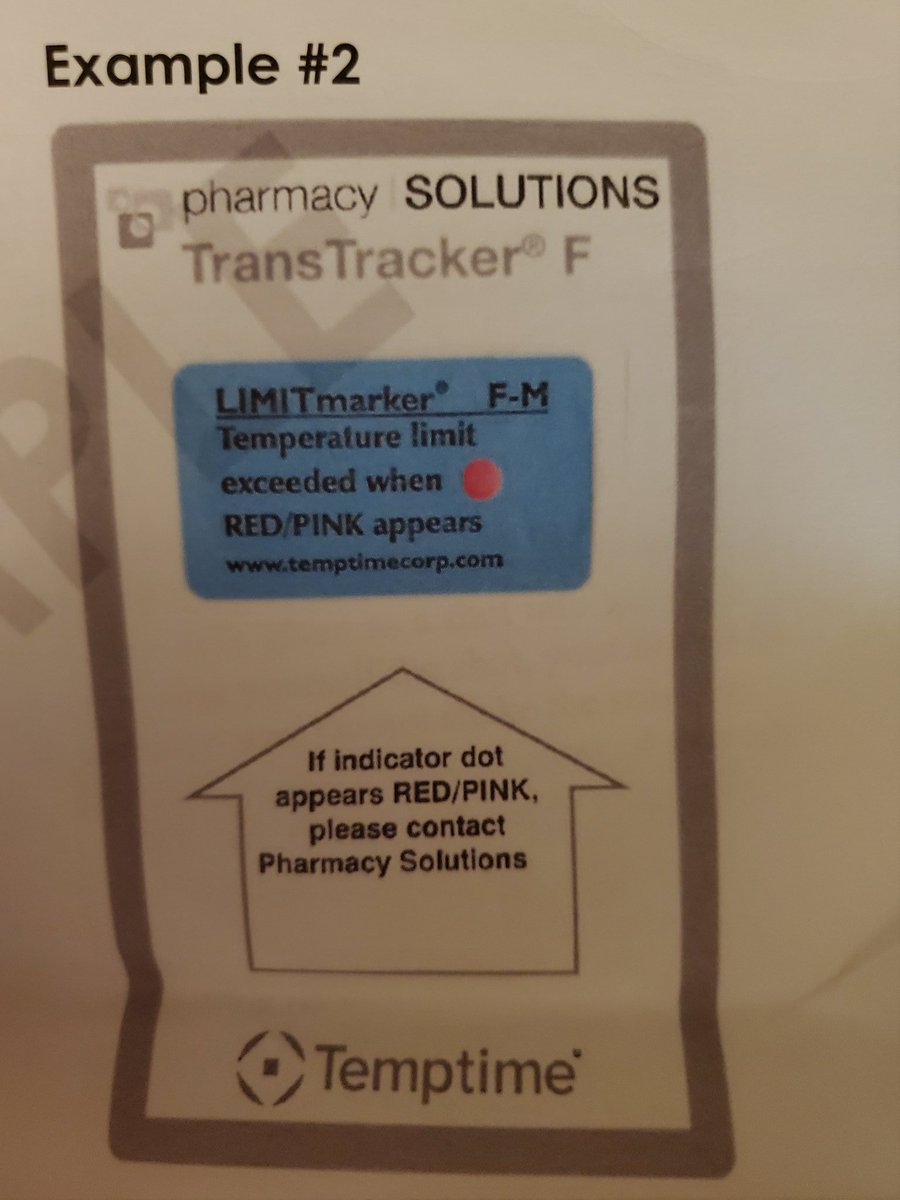 Example #2
pharmacy | SOLUTIONS
TransTracker® F
LIMITmarker® F-M
Temperature limit
exceeded when
RED/PINK appears
www.temptimecorp.com
If indicator dot
appears RED/PINK,
please contact
Pharmacy Solutions
Temptime